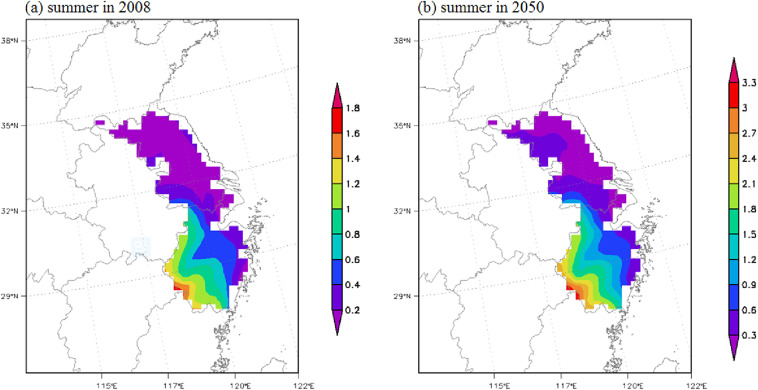 (a) summer in 2008
(b) summer in 2050
38°N
35°N
32°N
29°N
115°E
117°E
120°E
122°E
1.8
1.6
1.4
1.2
1
0.8
0.6
0.4
0.2
38°N
35°N
32°N
29°N
115°E
117°E
120°E
122°E
3.3
3
2.7
2.4
2.1
1.8
1.5
1.2
0.9
0.6
0.3